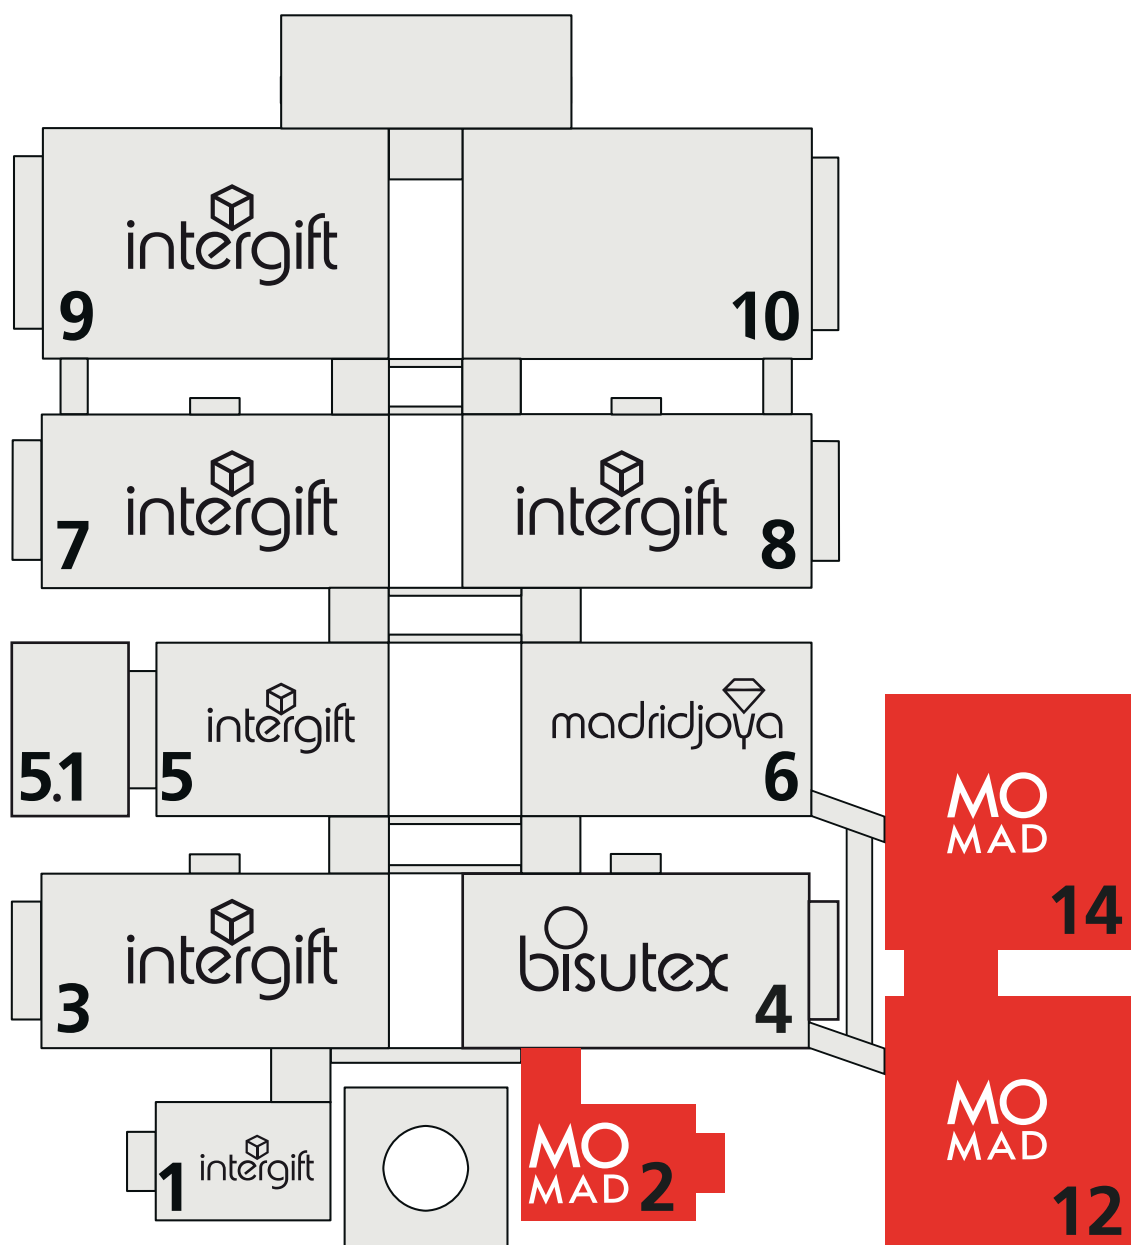 intergift
9
10
intergift
7
intergift
8
5.1
intergift
5
madridjoya
6
MO
MAD
14
intergift
3
bisutex
4
intergift
1
MO
MAD
2
MO
MAD
12